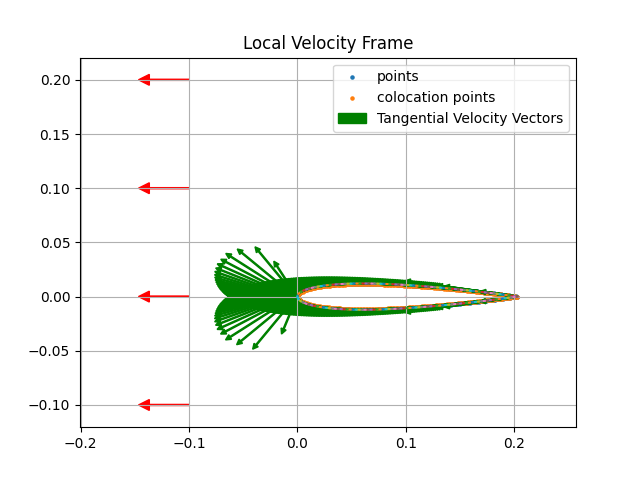 Local Velocity Frame
points
colocation points
Tangential Velocity Vectors
0.20
0.15
0.10
0.05
0.00
−0.05
−0.10
−0.2 −0.1 0.0 0.1 0.2